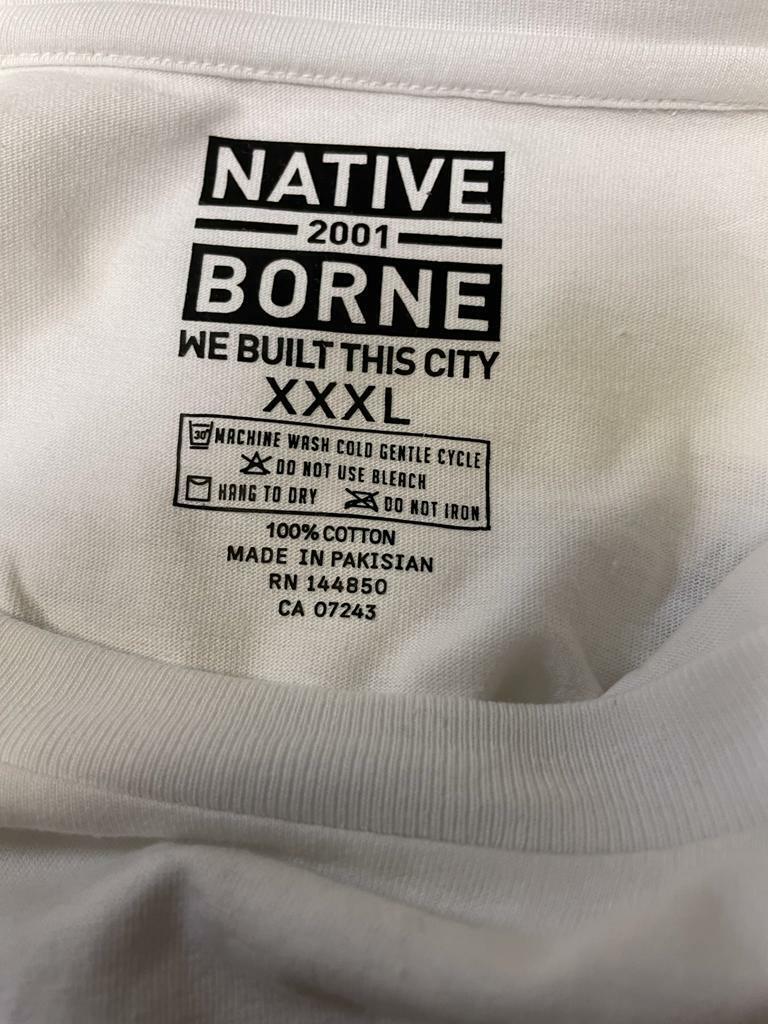 NATIVE
2001
BORNE
WE BUILT THIS CITY
XXXL
30° MACHINE WASH COLD GENTLE CYCLE
DO NOT USE BLEACH
HANG TO DRY DO NOT IRON
100% COTTON
MADE IN PAKISIAN
RN 144850
CA 07243